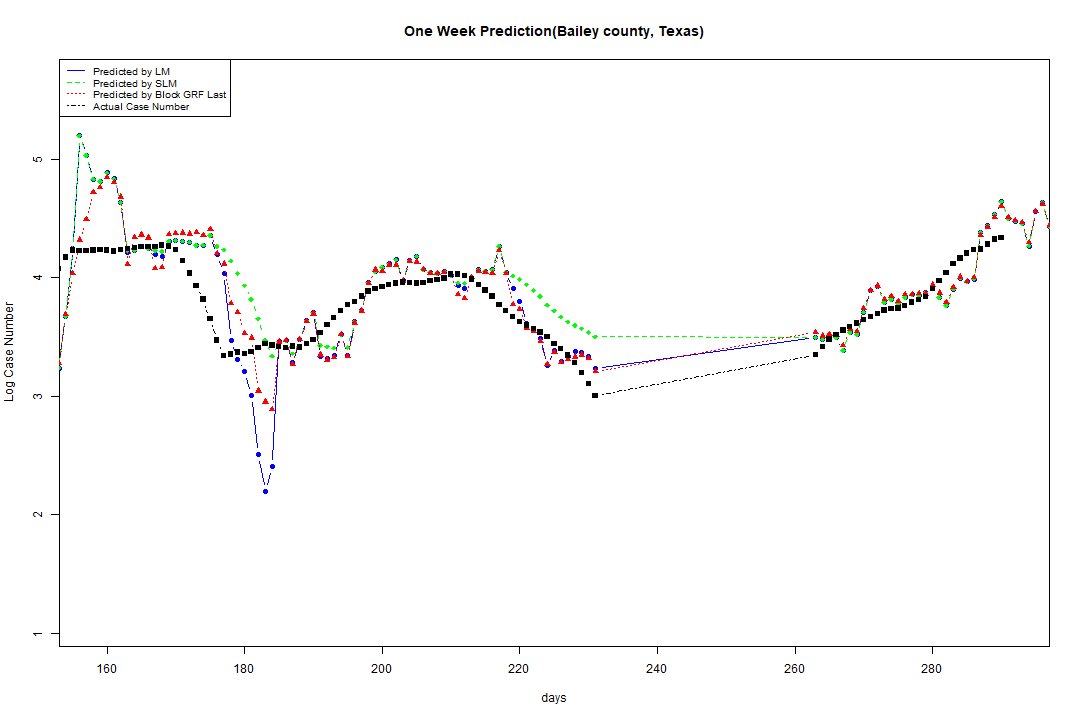 One Week Prediction(Bailey county, Texas)
Predicted by LM
Predicted by SLM
Predicted by Block GRF Last
Actual Case Number
5
4
3
2
1
Log Case Number
160 180 200 220 240 260 280
days